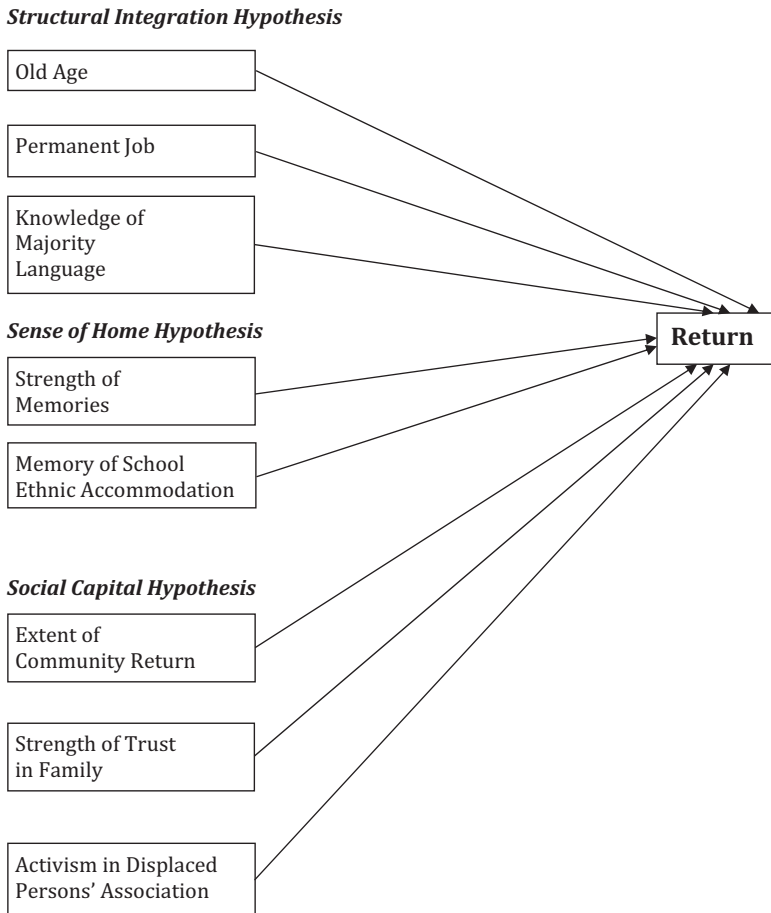 Structural Integration Hypothesis
Old Age
Permanent Job
Knowledge of
Majority
Language
Sense of Home Hypothesis
Return
Strength of
Memories
Memory of School
Ethnic Accommodation
Social Capital Hypothesis
Extent of
Community Return
Strength of Trust
in Family
Activism in Displaced
Persons’ Association